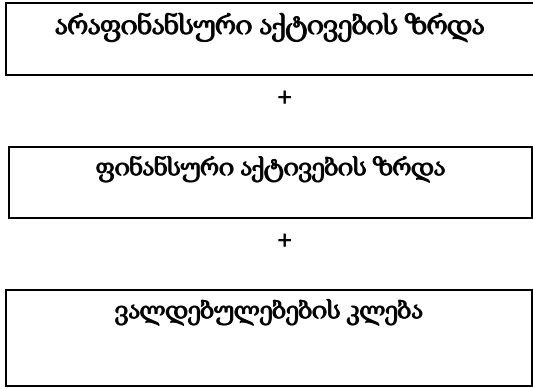 არაფინანსური აქტივების ზრდა
+
ფინანსური აქტივების ზრდა
+
ვალდებულებების კლება